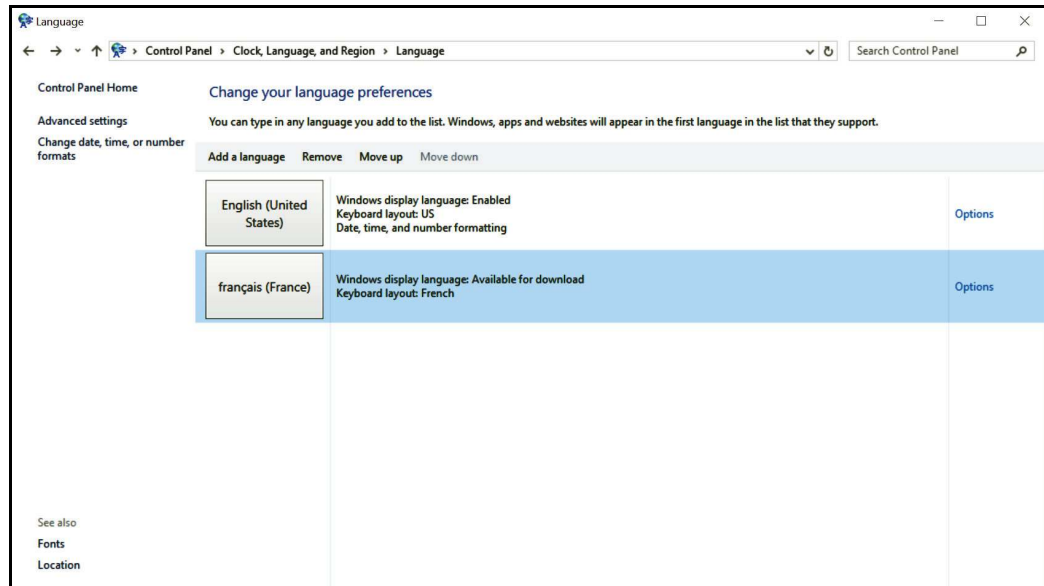 Language
Control Panel › Clock, Language, and Region › Language
Search Control Panel
Control Panel Home
Advanced settings
Change date, time, or number
formats
Change your language preferences
You can type in any language you add to the list. Windows, apps and websites will appear in the first language in the list that they support.
Add a language Remove Move up Move down
English (United
States)
Windows display language: Enabled
Keyboard layout: US
Date, time, and number formatting
Options
français (France)
Windows display language: Available for download
Keyboard layout: French
Options
See also
Fonts
Location